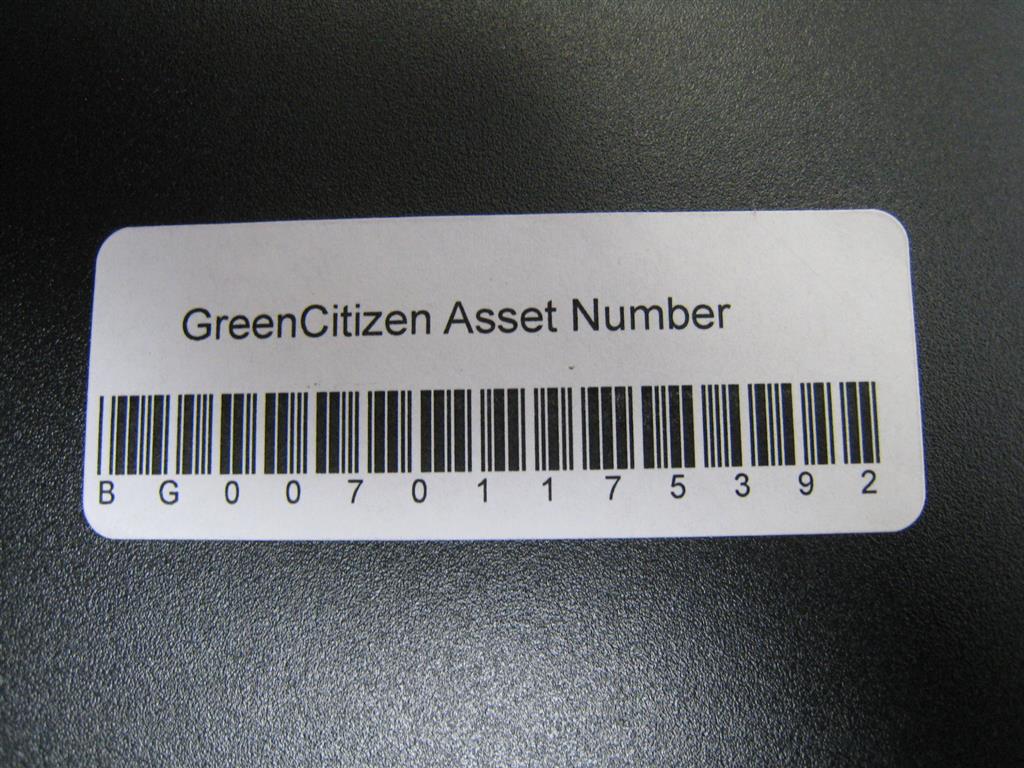 GreenCitizen Asset Number
B G 0 0 7 0 1 1 7 5 3 9 2